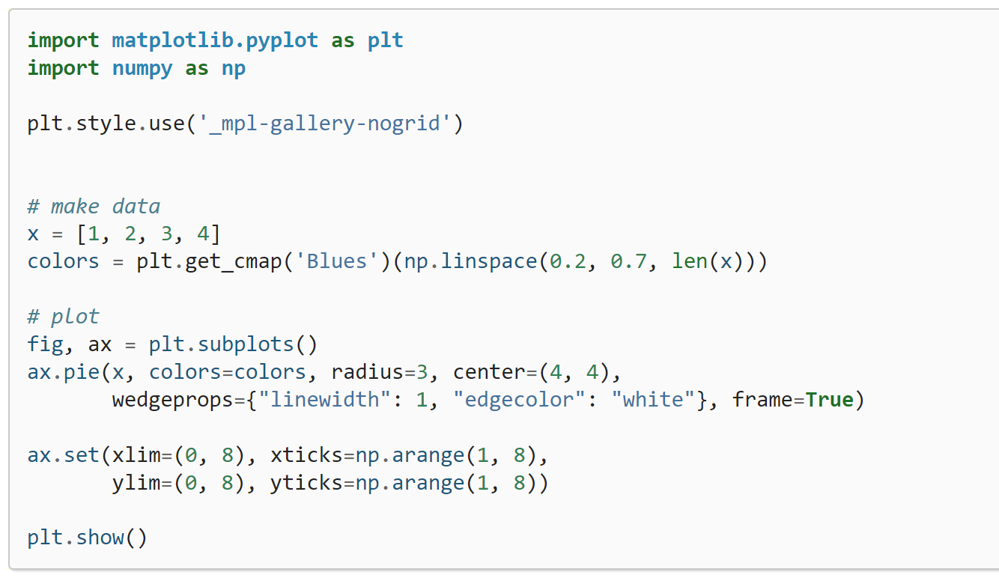 import matplotlib.pyplot as plt
import numpy as np
plt.style.use('_mpl-gallery-nogrid')
# make data
x = [1, 2, 3, 4]
colors = plt.get_cmap('Blues')(np.linspace(0.2, 0.7, len(x)))
# plot
fig, ax = plt.subplots()
ax.pie(x, colors=colors, radius=3, center=(4, 4),
       wedgeprops={"linewidth": 1, "edgecolor": "white"}, frame=True)
ax.set(xlim=(0, 8), xticks=np.arange(1, 8),
       ylim=(0, 8), yticks=np.arange(1, 8))
plt.show()